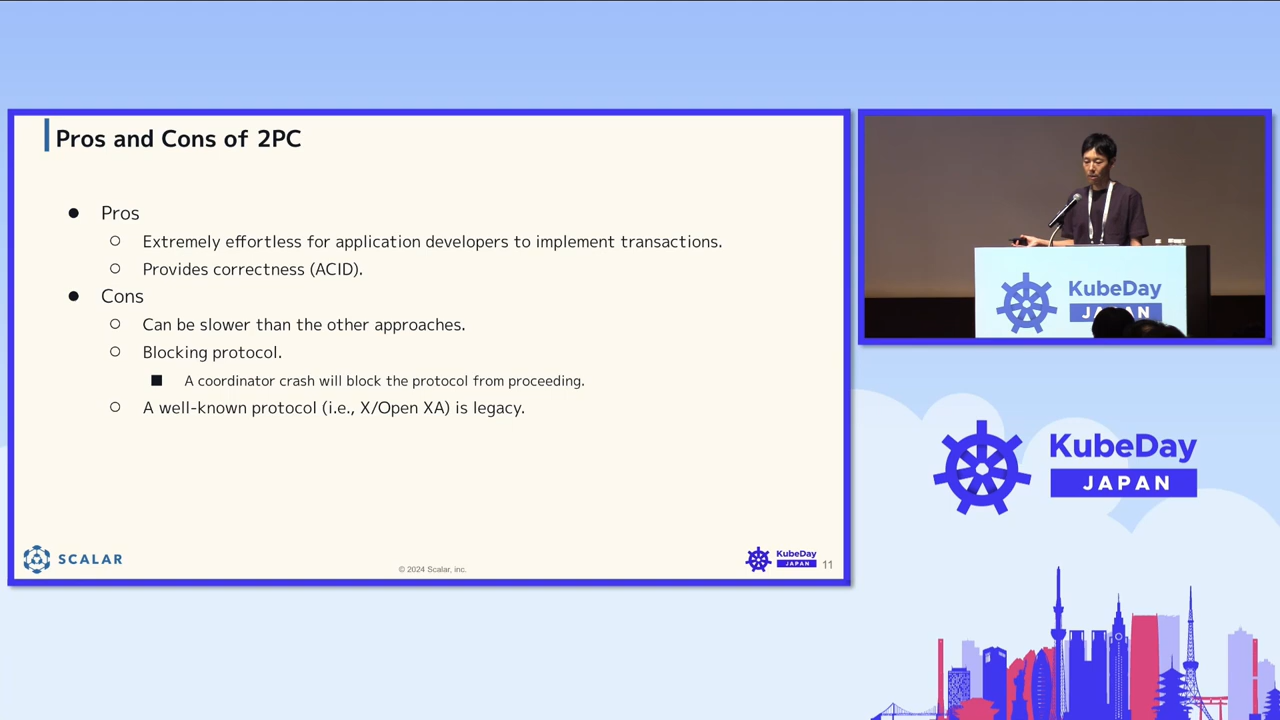 Pros and Cons of 2PC
● Pros
○ Extremely effortless for application developers to implement transactions.
○ Provides correctness (ACID).
● Cons
○ Can be slower than the other approaches.
○ Blocking protocol.
■ A coordinator crash will block the protocol from proceeding.
○ A well-known protocol (i.e., X/Open XA) is legacy.
SCALAR
© 2024 Scalar, inc.
KubeDay
JAPAN
11
KubeDay
JAPAN
KubeDay
JAPAN